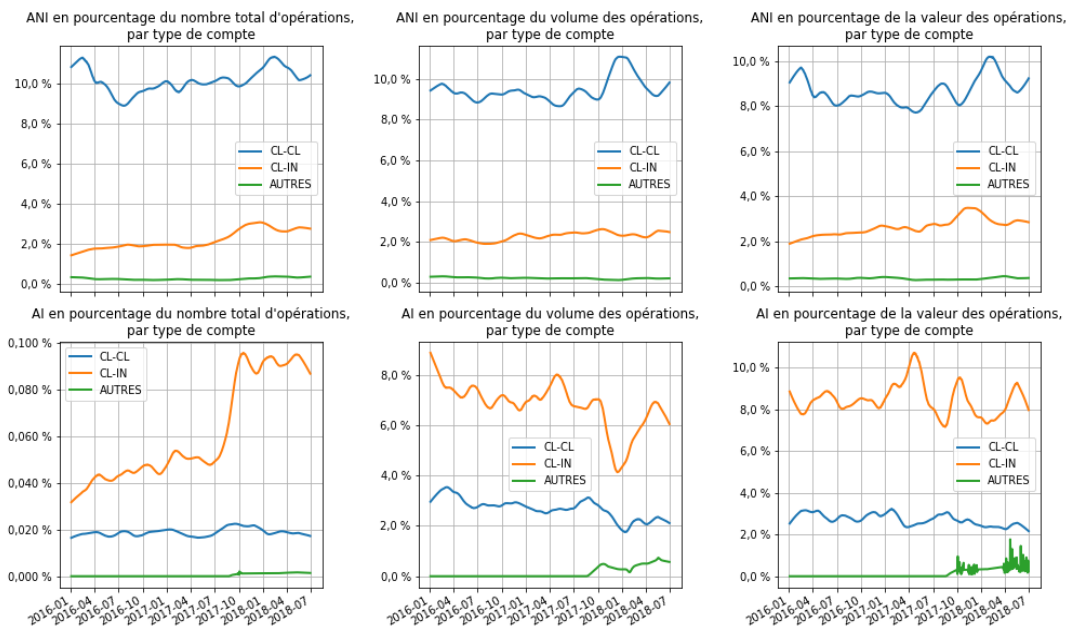 ANI en pourcentage du nombre total d'opérations,
par type de compte
10,0 %
8,0 %
6,0 %
4,0 %
2,0 %
0,0 %
CL-CL
CL-IN
AUTRES
ANI en pourcentage du volume des opérations,
par type de compte
10,0 %
8,0 %
6,0 %
4,0 %
2,0 %
0,0 %
CL-CL
CL-IN
AUTRES
ANI en pourcentage de la valeur des opérations,
par type de compte
10,0 %
8,0 %
6,0 %
4,0 %
2,0 %
0,0 %
CL-CL
CL-IN
AUTRES
AI en pourcentage du nombre total d'opérations,
par type de compte
0,100 %
0,080 %
0,060 %
0,040 %
0,020 %
0,000 %
CL-CL
CL-IN
AUTRES
2016-01
2016-04
2016-07
2016-10
2017-01
2017-04
2017-07
2017-10
2018-01
2018-04
2018-07
AI en pourcentage du volume des opérations,
par type de compte
8,0 %
6,0 %
4,0 %
2,0 %
0,0 %
CL-CL
CL-IN
AUTRES
2016-01
2016-04
2016-07
2016-10
2017-01
2017-04
2017-07
2017-10
2018-01
2018-04
2018-07
AI en pourcentage de la valeur des opérations,
par type de compte
10,0 %
8,0 %
6,0 %
4,0 %
2,0 %
0,0 %
CL-CL
CL-IN
AUTRES
2016-01
2016-04
2016-07
2016-10
2017-01
2017-04
2017-07
2017-10
2018-01
2018-04
2018-07